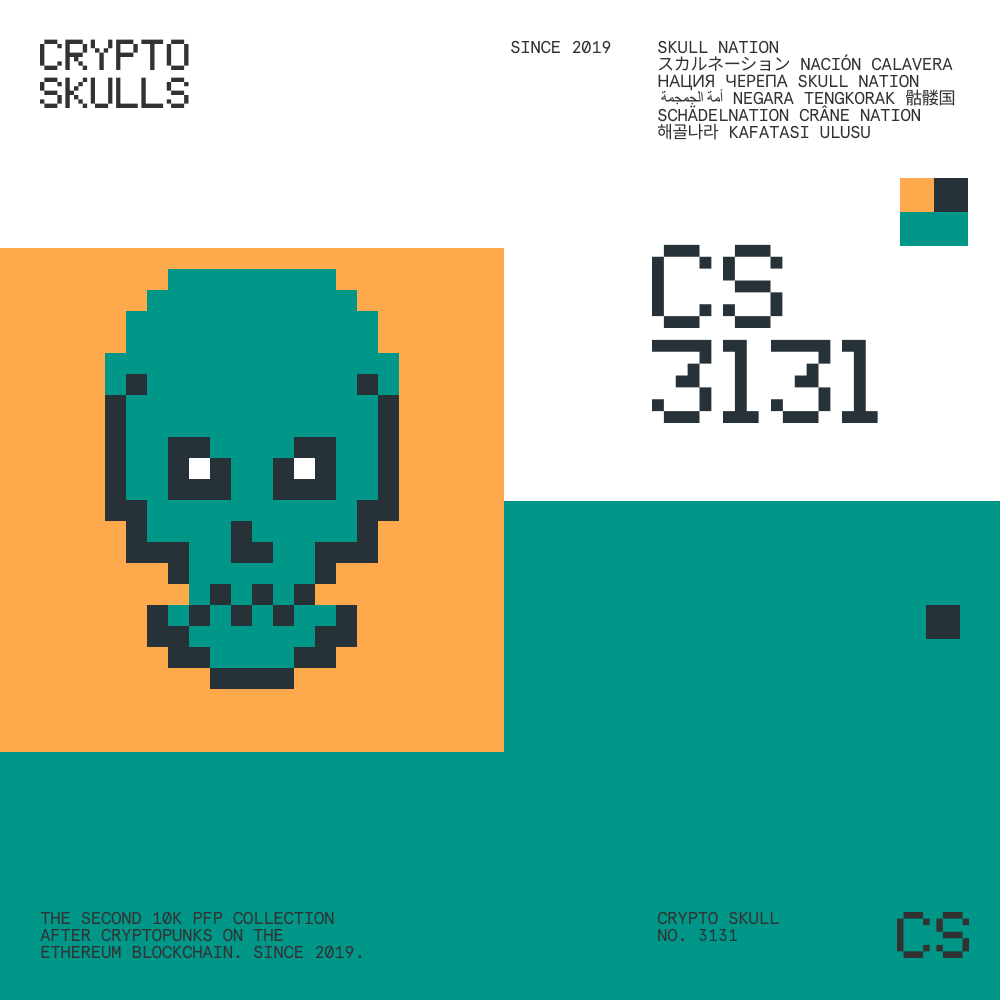 CRYPTO
SKULLS
SINCE 2019
SKULL NATION
スカルネーション NACIÓN CALAVERA
НАЦИЯ ЧЕРЕПА SKULL NATION
أمة الجمجمة NEGARA TENGKORAK 骷髅国
SCHÄDELNATION CRÂNE NATION
해골나라 KAFATASI ULUSU
CS
3131
THE SECOND 10K PFP COLLECTION
AFTER CRYPTOPUNKS ON THE
ETHEREUM BLOCKCHAIN. SINCE 2019.
CRYPTO SKULL
NO. 3131
CS